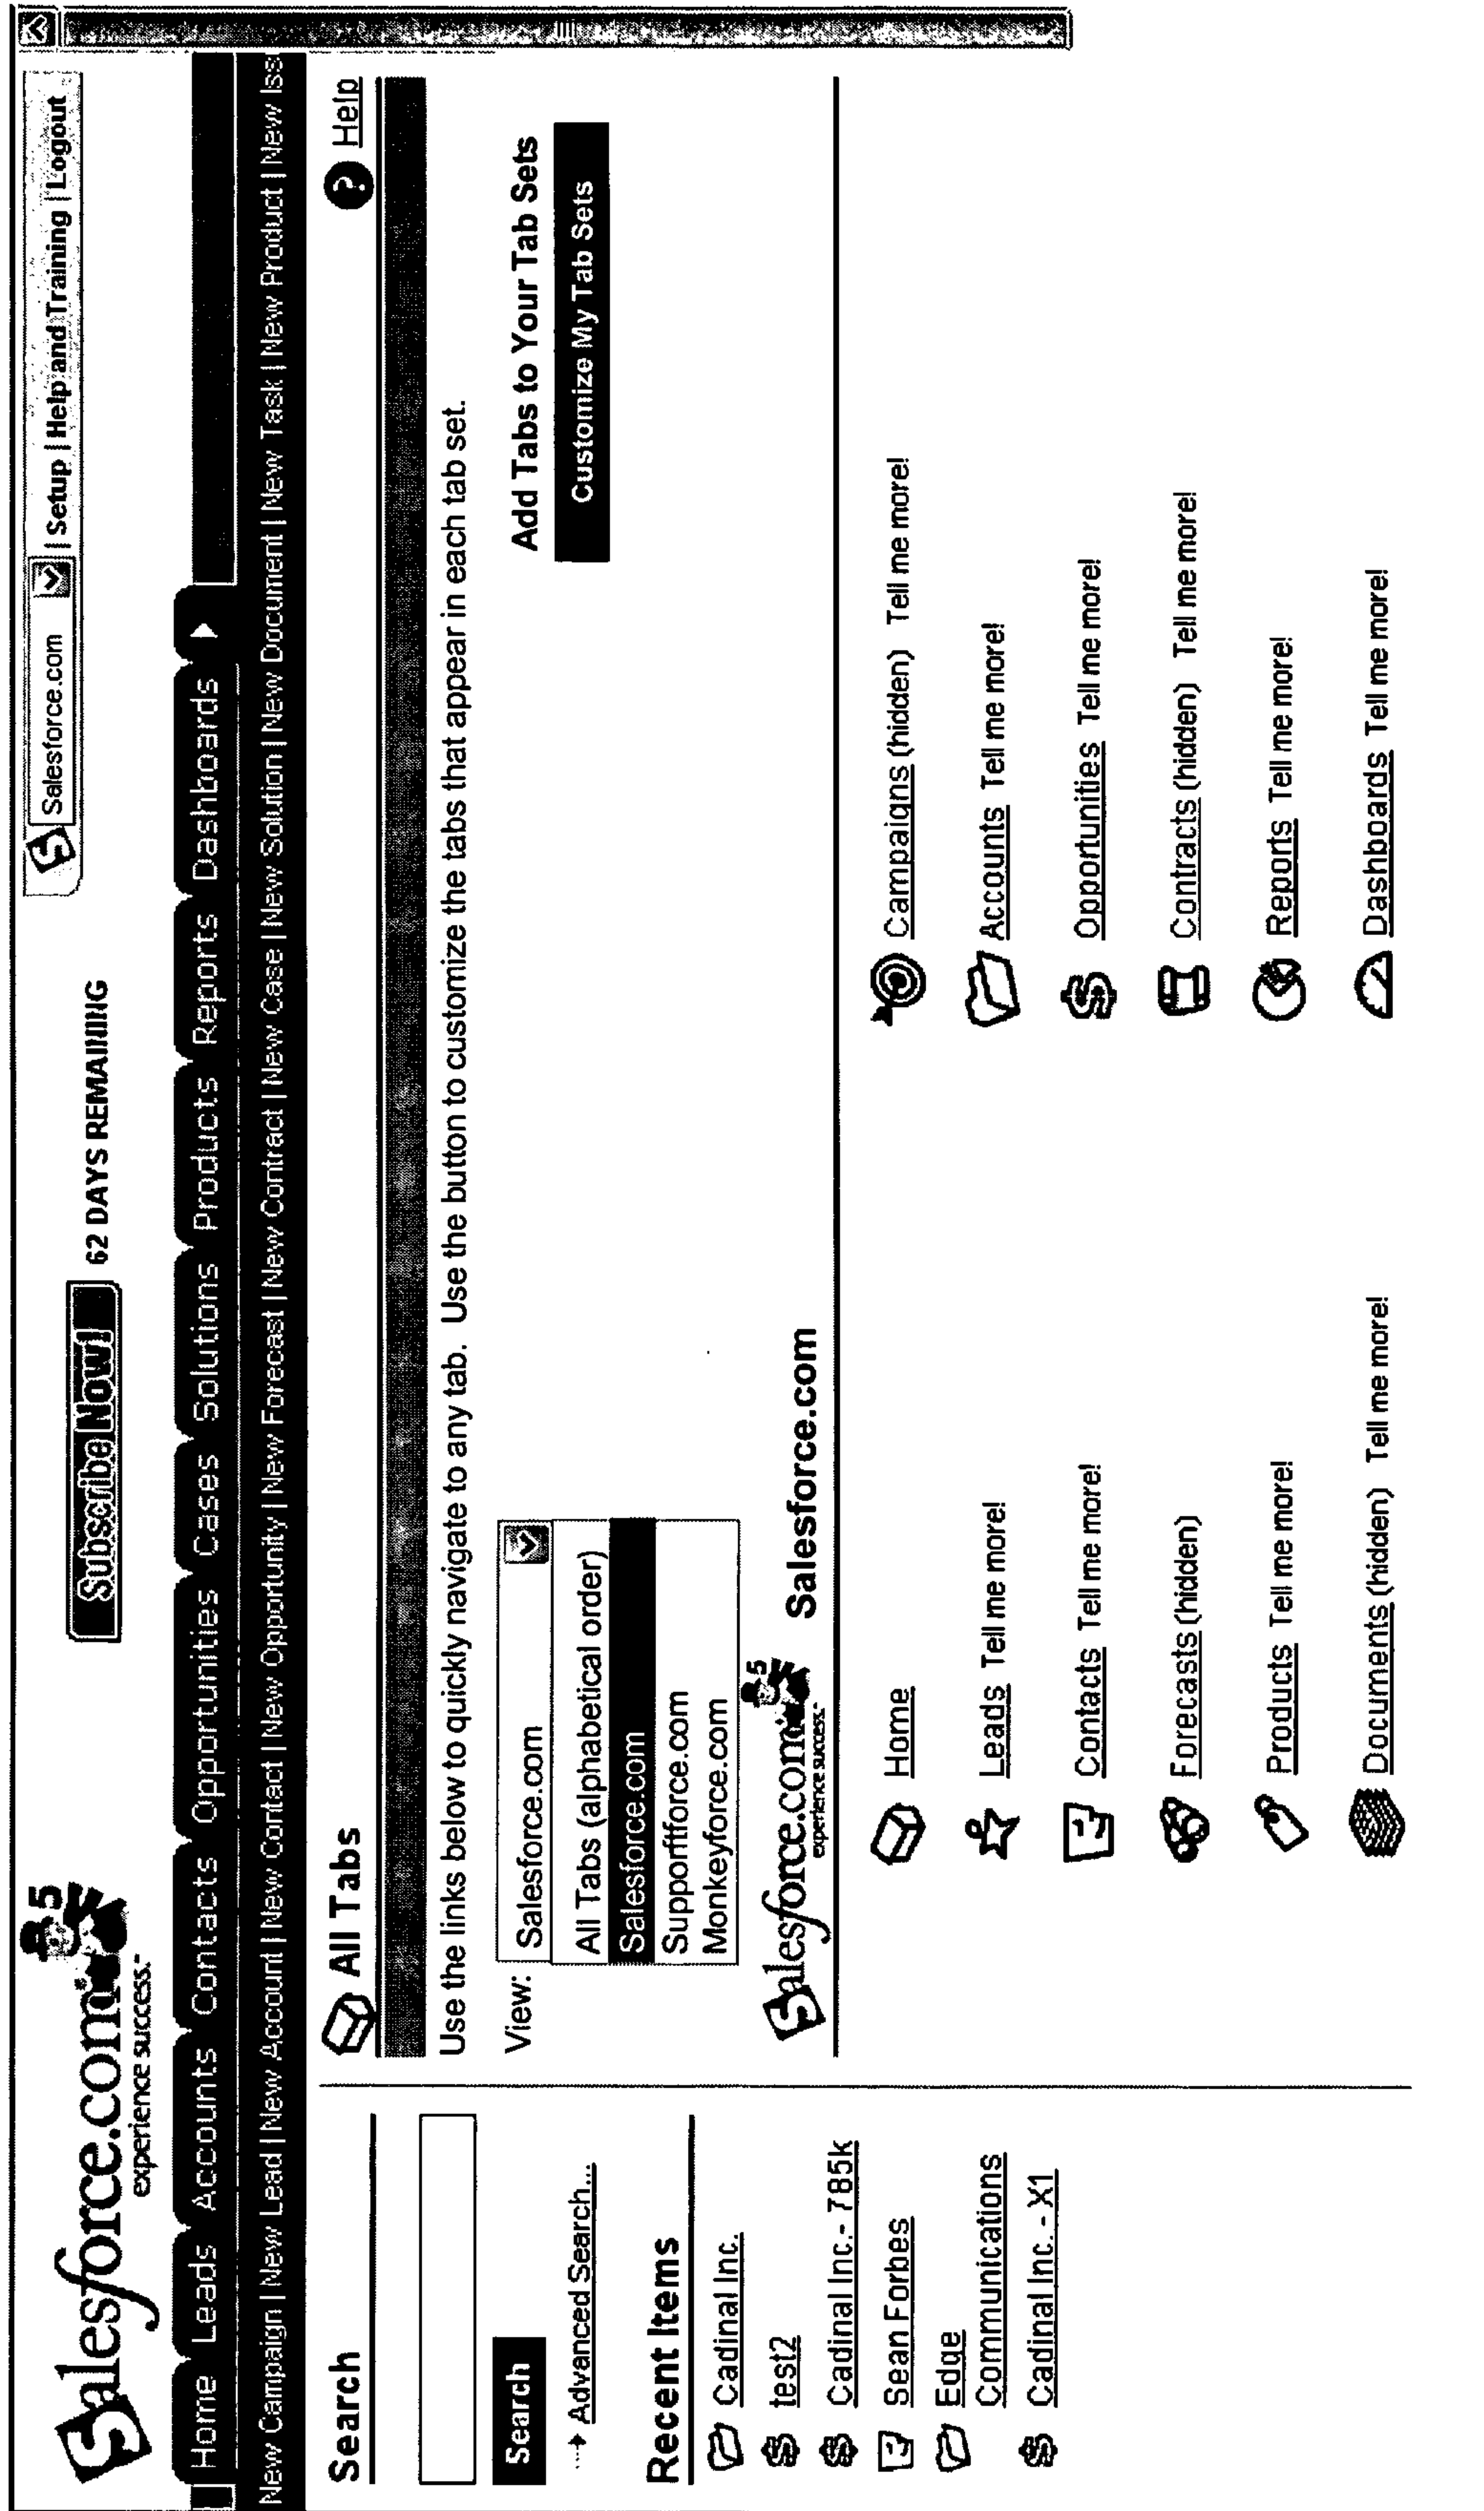 salesforce.com
experience success.™
Subscribe Now!
62 DAYS REMAINING
Salesforce.com | Setup | Help and Training | Logout
Home Leads Accounts Contacts Opportunities Cases Solutions Products Reports Dashboards
New Campaign | New Lead | New Account | New Contact | New Opportunity | New Forecast | New Contract | New Case | New Solution | New Document | New Task | New Product | New Iss
Search
Search
Advanced Search...
Recent Items
Cadinal Inc.
test2
Cadinal Inc.- 785k
Sean Forbes
Edge
Communications
Cadinal Inc. - X1
All Tabs
? Help
Use the links below to quickly navigate to any tab. Use the button to customize the tabs that appear in each tab set.
View: Salesforce.com
All Tabs (alphabetical order)
Salesforce.com
Supportforce.com
Monkeyforce.com
Add Tabs to Your Tab Sets
Customize My Tab Sets
salesforce.com
experience success.™
Salesforce.com
Home
Campaigns (hidden) Tell me more!
Leads Tell me more!
Accounts Tell me more!
Contacts Tell me more!
Opportunities Tell me more!
Forecasts (hidden)
Contracts (hidden) Tell me more!
Products Tell me more!
Reports Tell me more!
Documents (hidden) Tell me more!
Dashboards Tell me more!